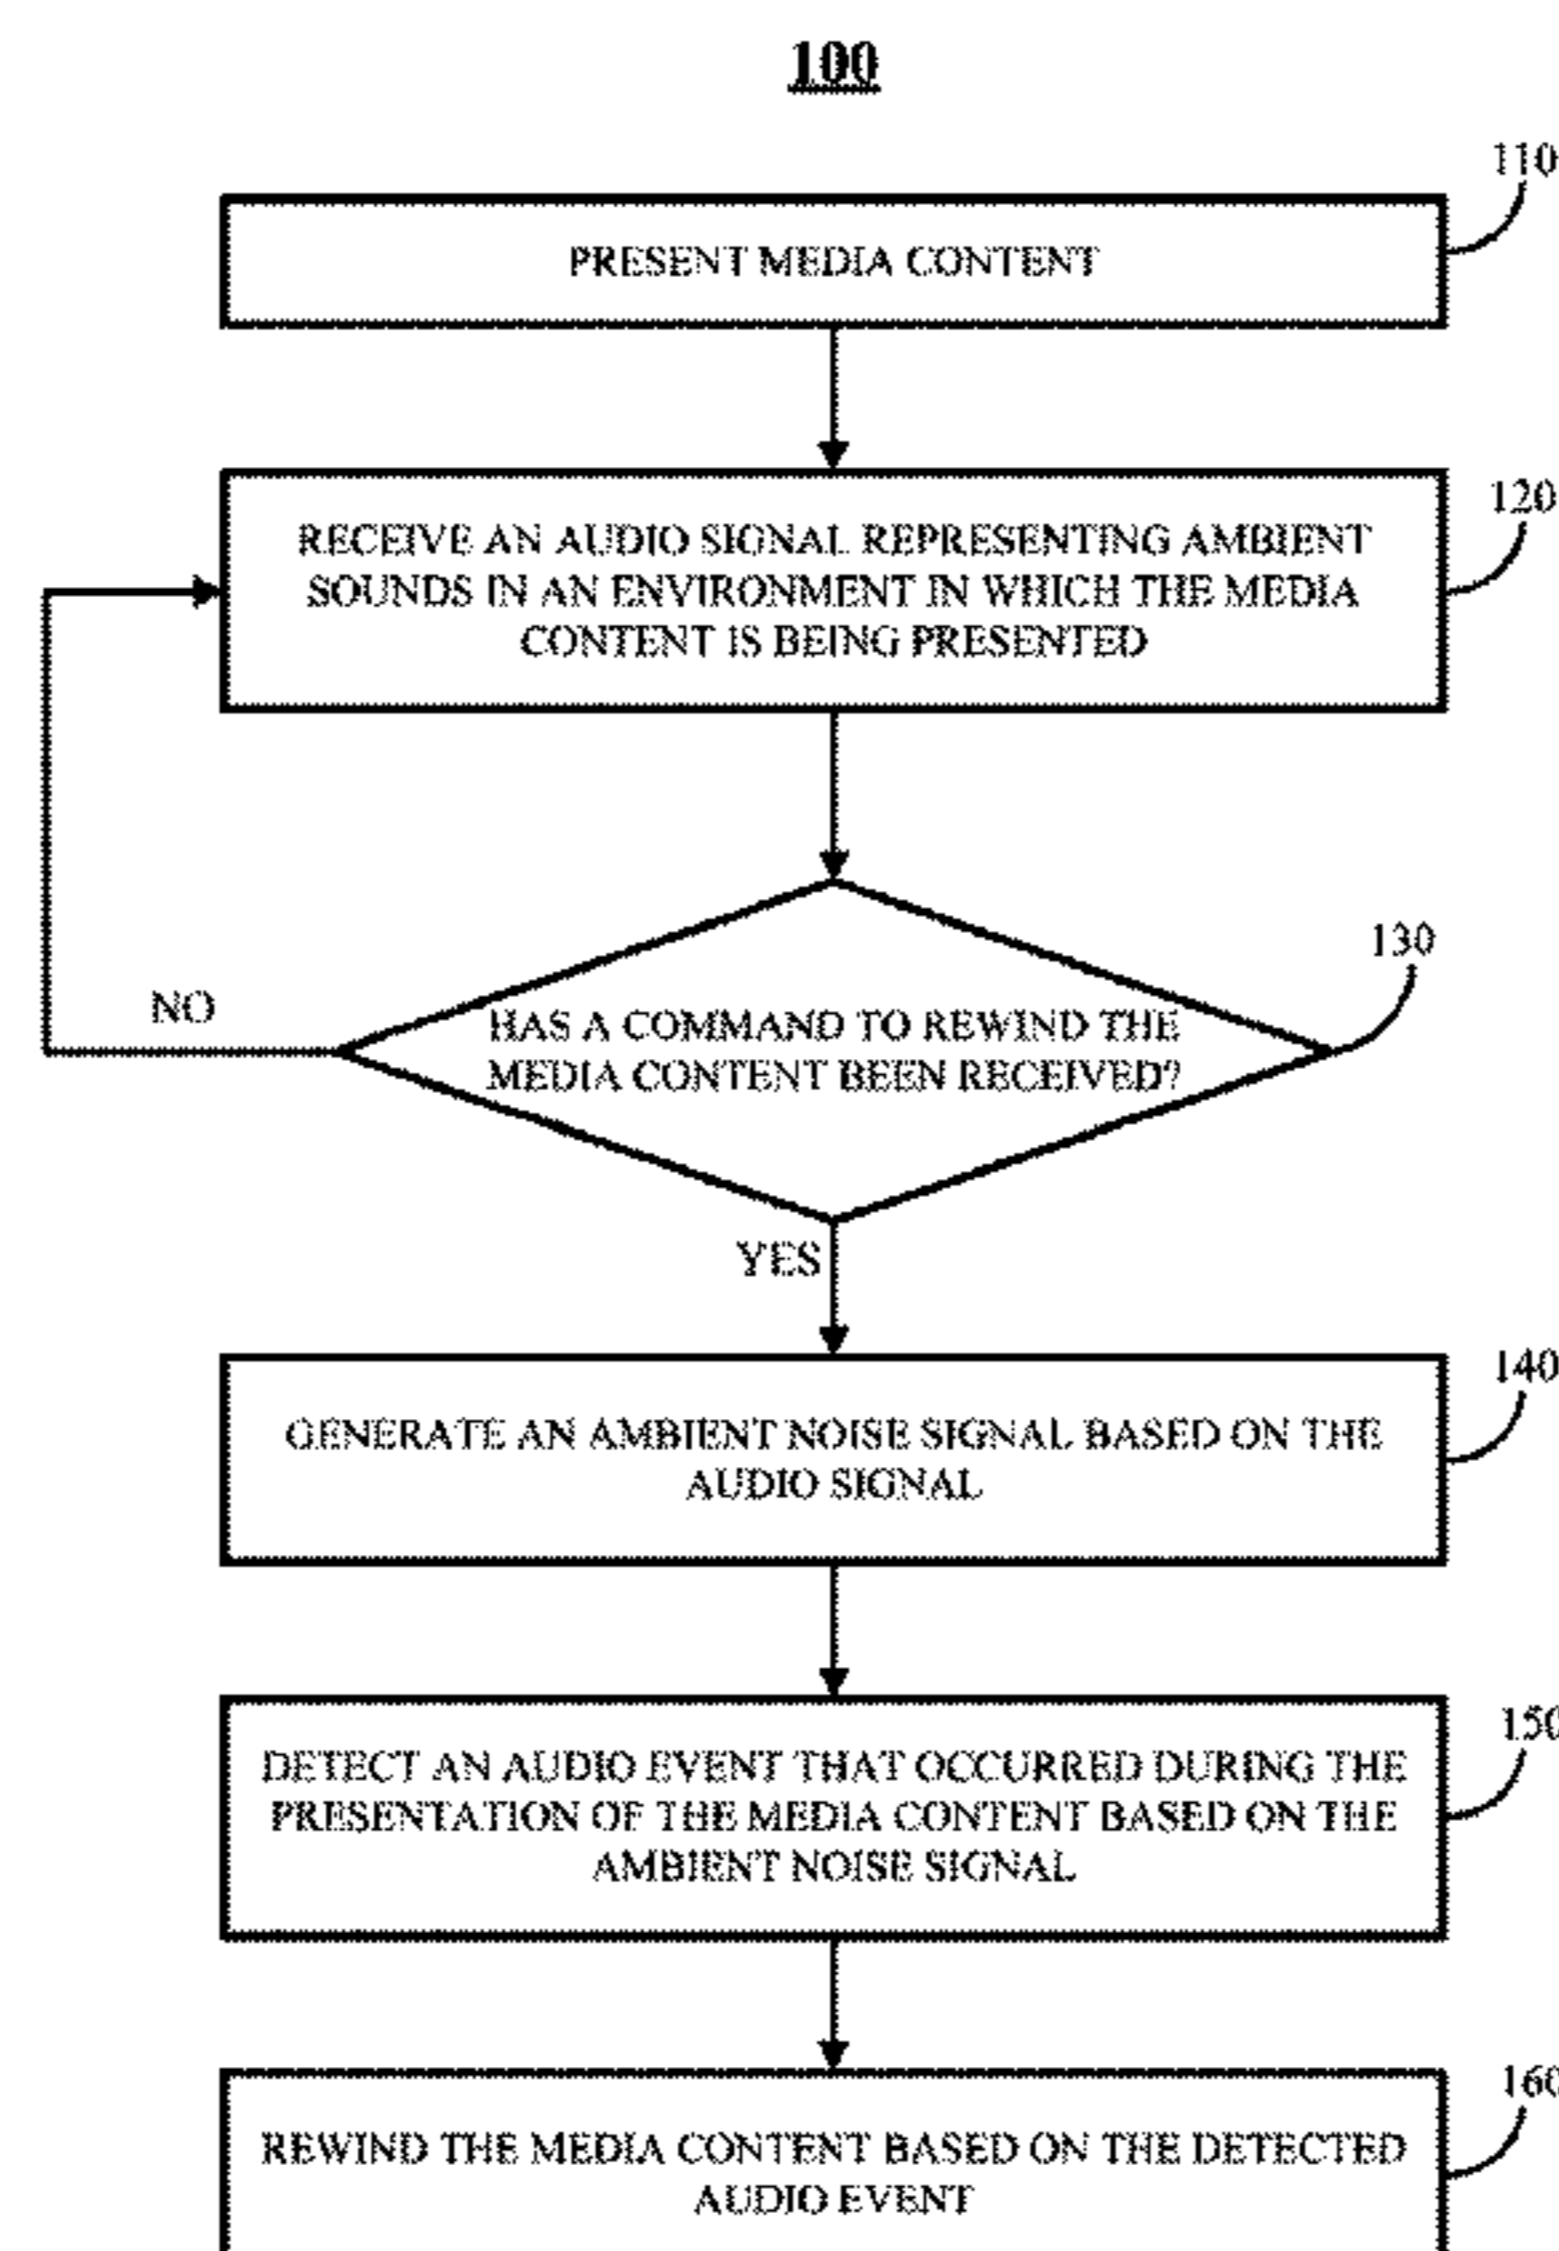 100
110
PRESENT MEDIA CONTENT
120
RECEIVE AN AUDIO SIGNAL REPRESENTING AMBIENT
SOUNDS IN AN ENVIRONMENT IN WHICH THE MEDIA
CONTENT IS BEING PRESENTED
130
NO
HAS A COMMAND TO REWIND THE
MEDIA CONTENT BEEN RECEIVED?
YES
140
GENERATE AN AMBIENT NOISE SIGNAL BASED ON THE
AUDIO SIGNAL
150
DETECT AN AUDIO EVENT THAT OCCURRED DURING THE
PRESENTATION OF THE MEDIA CONTENT BASED ON THE
AMBIENT NOISE SIGNAL
160
REWIND THE MEDIA CONTENT BASED ON THE DETECTED
AUDIO EVENT